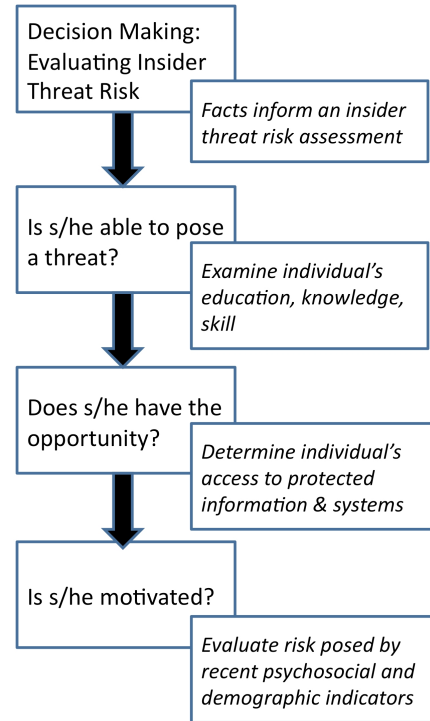 Decision Making:
Evaluating Insider
Threat Risk
Facts inform an insider
threat risk assessment
Is s/he able to pose
a threat?
Examine individual’s
education, knowledge,
skill
Does s/he have the
opportunity?
Determine individual’s
access to protected
information & systems
Is s/he motivated?
Evaluate risk posed by
recent psychosocial and
demographic indicators